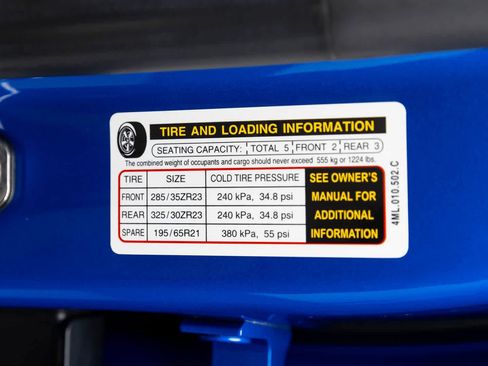 TIRE AND LOADING INFORMATION
SEATING CAPACITY: TOTAL 5 FRONT 2 REAR 3
The combined weight of occupants and cargo should never exceed 555 kg or 1224 lbs.
TIRE SIZE COLD TIRE PRESSURE
FRONT 285/35ZR23 240 kPa, 34.8 psi
REAR 325/30ZR23 240 kPa, 34.8 psi
SPARE 195/65R21 380 kPa, 55 psi
SEE OWNER'S
MANUAL FOR
ADDITIONAL
INFORMATION
4ML.010.502.C